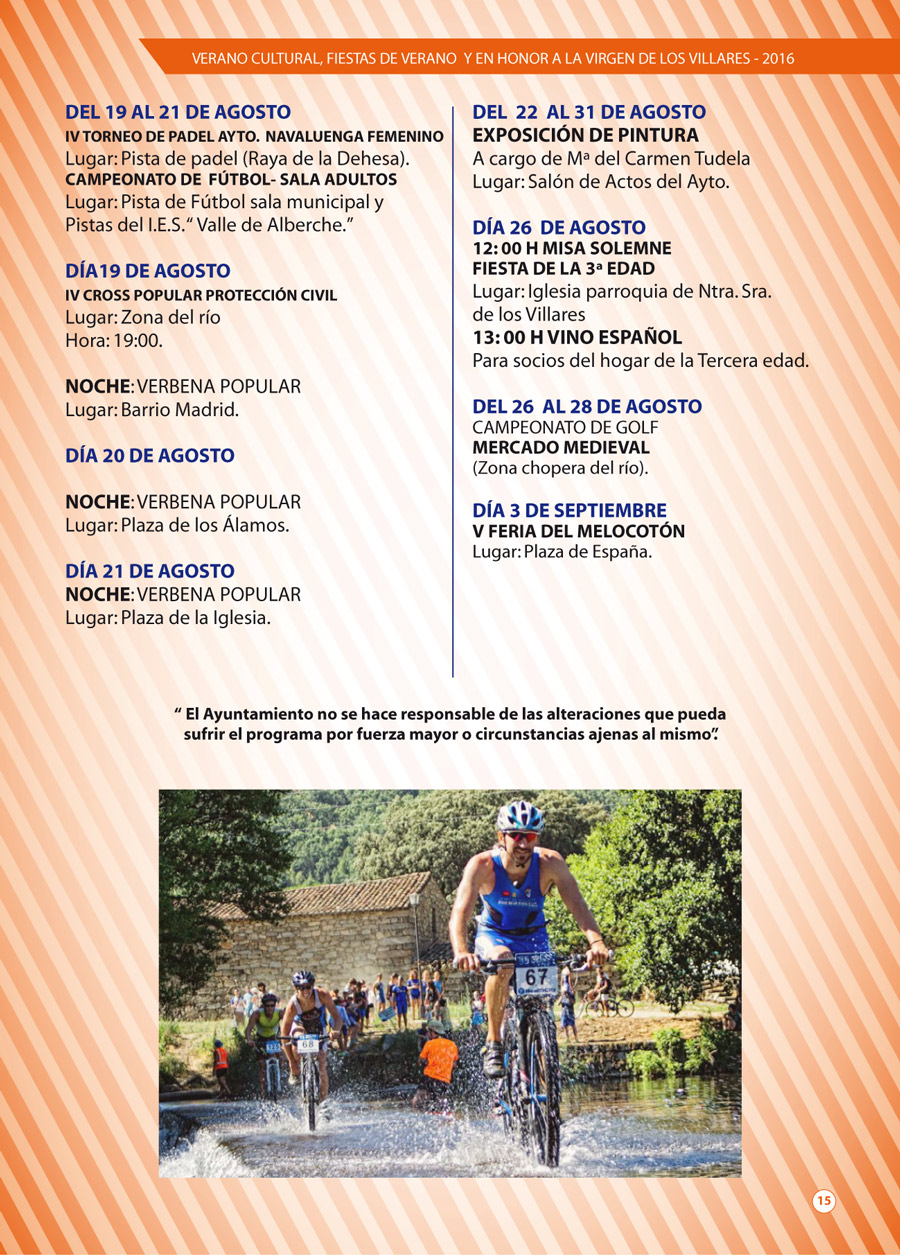 VERANO CULTURAL, FIESTAS DE VERANO Y EN HONOR A LA VIRGEN DE LOS VILLARES - 2016
DEL 19 AL 21 DE AGOSTO
IV TORNEO DE PADEL AYTO. NAVALUENGA FEMENINO
Lugar: Pista de padel (Raya de la Dehesa).
CAMPEONATO DE FÚTBOL- SALA ADULTOS
Lugar: Pista de Fútbol sala municipal y
Pistas del I.E.S. “ Valle de Alberche.”
DÍA19 DE AGOSTO
IV CROSS POPULAR PROTECCIÓN CIVIL
Lugar: Zona del río
Hora: 19:00.
NOCHE: VERBENA POPULAR
Lugar: Barrio Madrid.
DÍA 20 DE AGOSTO
NOCHE: VERBENA POPULAR
Lugar: Plaza de los Álamos.
DÍA 21 DE AGOSTO
NOCHE: VERBENA POPULAR
Lugar: Plaza de la Iglesia.
DEL 22 AL 31 DE AGOSTO
EXPOSICIÓN DE PINTURA
A cargo de Mª del Carmen Tudela
Lugar: Salón de Actos del Ayto.
DÍA 26 DE AGOSTO
12: 00 H MISA SOLEMNE
FIESTA DE LA 3ª EDAD
Lugar: Iglesia parroquia de Ntra. Sra.
de los Villares
13: 00 H VINO ESPAÑOL
Para socios del hogar de la Tercera edad.
DEL 26 AL 28 DE AGOSTO
CAMPEONATO DE GOLF
MERCADO MEDIEVAL
(Zona chopera del río).
DÍA 3 DE SEPTIEMBRE
V FERIA DEL MELOCOTÓN
Lugar: Plaza de España.
“ El Ayuntamiento no se hace responsable de las alteraciones que pueda
sufrir el programa por fuerza mayor o circunstancias ajenas al mismo”.
67
68
15